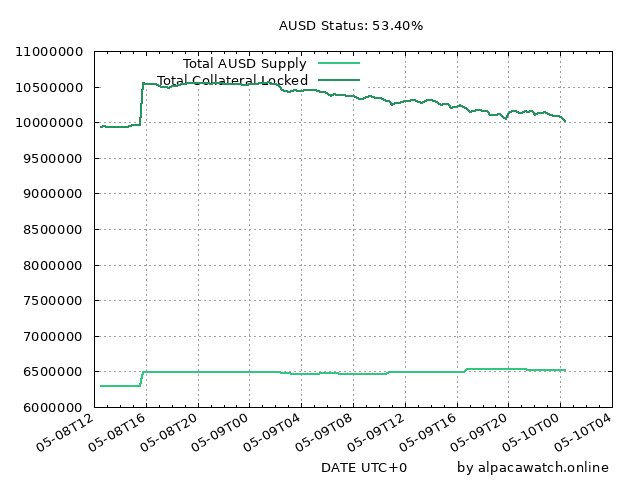 AUSD Status: 53.40%
11000000
10500000
10000000
9500000
9000000
8500000
8000000
7500000
7000000
6500000
6000000
Total AUSD Supply
Total Collateral Locked
05-08T12
05-08T16
05-08T20
05-09T00
05-09T04
05-09T08
05-09T12
05-09T16
05-09T20
05-10T00
05-10T04
DATE UTC+0
by alpacawatch.online